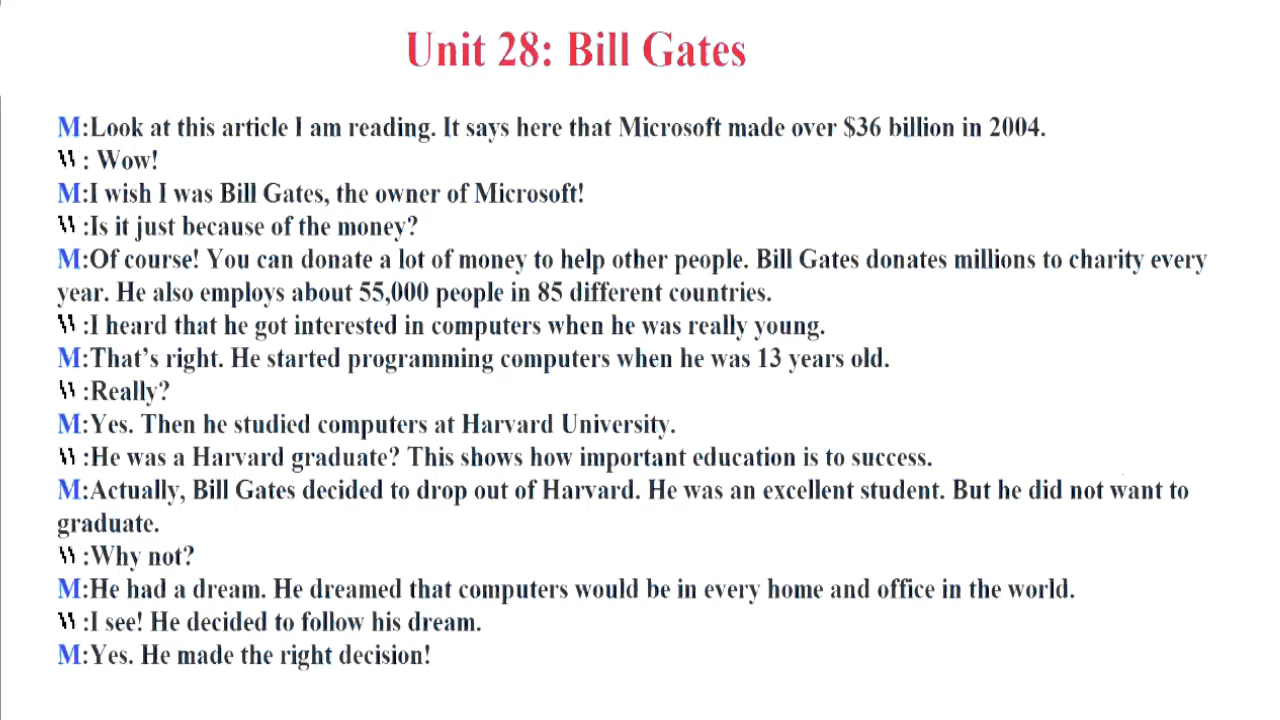 Unit 28: Bill Gates
M:Look at this article I am reading. It says here that Microsoft made over $36 billion in 2004.
: Wow!
M:I wish I was Bill Gates, the owner of Microsoft!
:Is it just because of the money?
M:Of course! You can donate a lot of money to help other people. Bill Gates donates millions to charity every
year. He also employs about 55,000 people in 85 different countries.
:I heard that he got interested in computers when he was really young.
M:That's right. He started programming computers when he was 13 years old.
:Really?
M:Yes. Then he studied computers at Harvard University.
:He was a Harvard graduate? This shows how important education is to success.
M:Actually, Bill Gates decided to drop out of Harvard. He was an excellent student. But he did not want to
graduate.
:Why not?
M:He had a dream. He dreamed that computers would be in every home and office in the world.
:I see! He decided to follow his dream.
M:Yes. He made the right decision!